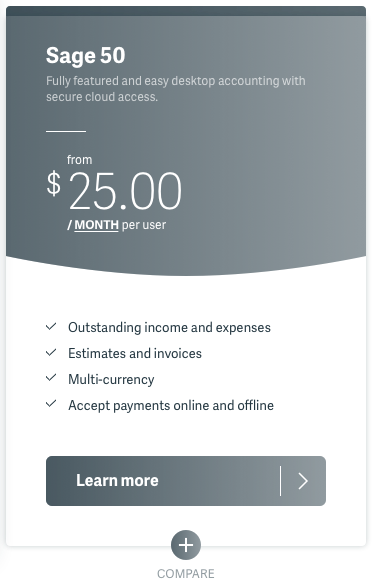 Sage 50
Fully featured and easy desktop accounting with
secure cloud access.
from
$ 25.00
/ MONTH per user
Outstanding income and expenses
Estimates and invoices
Multi-currency
Accept payments online and offline
Learn more
COMPARE